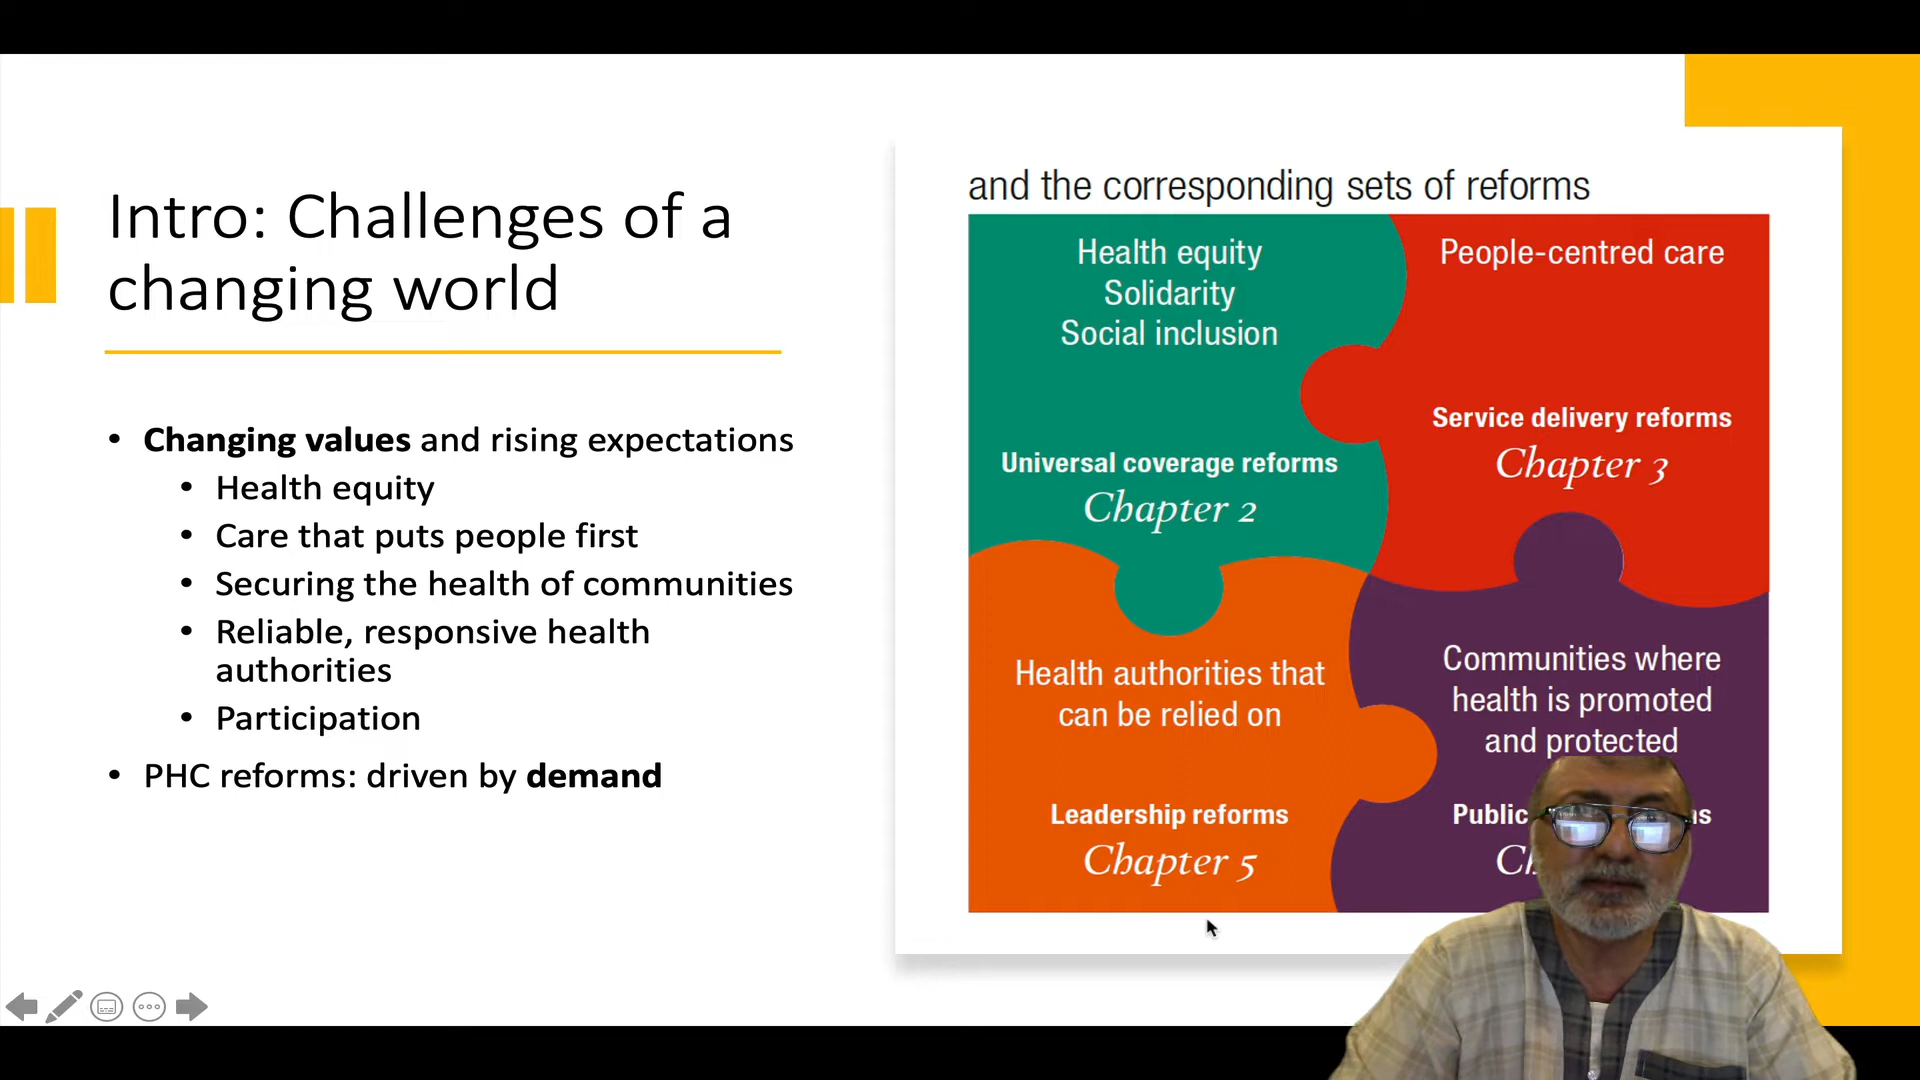 Intro: Challenges of a
changing world
• Changing values and rising expectations
• Health equity
• Care that puts people first
• Securing the health of communities
• Reliable, responsive health
authorities
• Participation
• PHC reforms: driven by demand
and the corresponding sets of reforms
Health equity
Solidarity
Social inclusion
Universal coverage reforms
Chapter 2
People-centred care
Service delivery reforms
Chapter 3
Health authorities that
can be relied on
Leadership reforms
Chapter 5
Communities where
health is promoted
and protected
Public